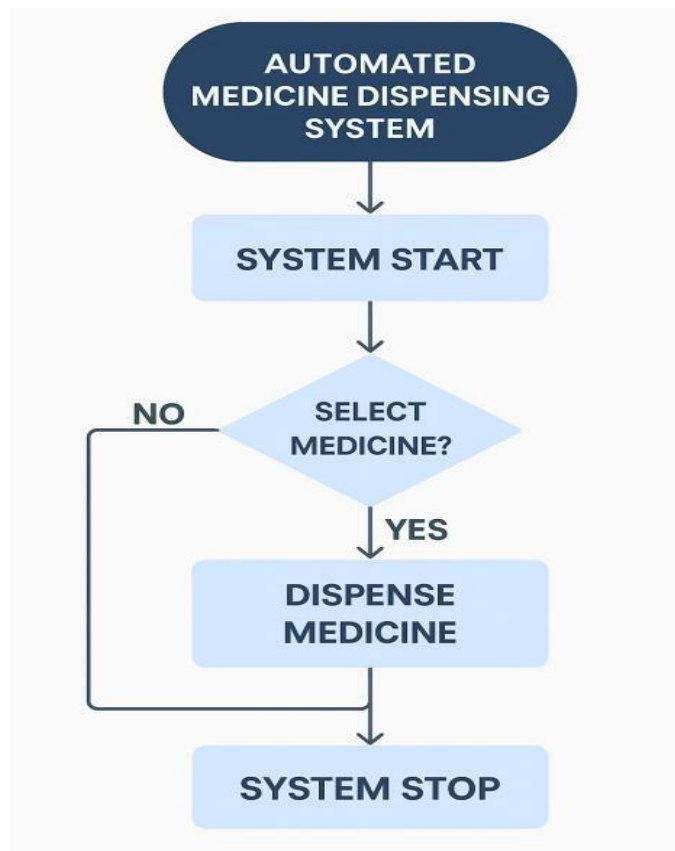 AUTOMATED
MEDICINE DISPENSING
SYSTEM
SYSTEM START
SELECT
MEDICINE?
NO
YES
DISPENSE
MEDICINE
SYSTEM STOP